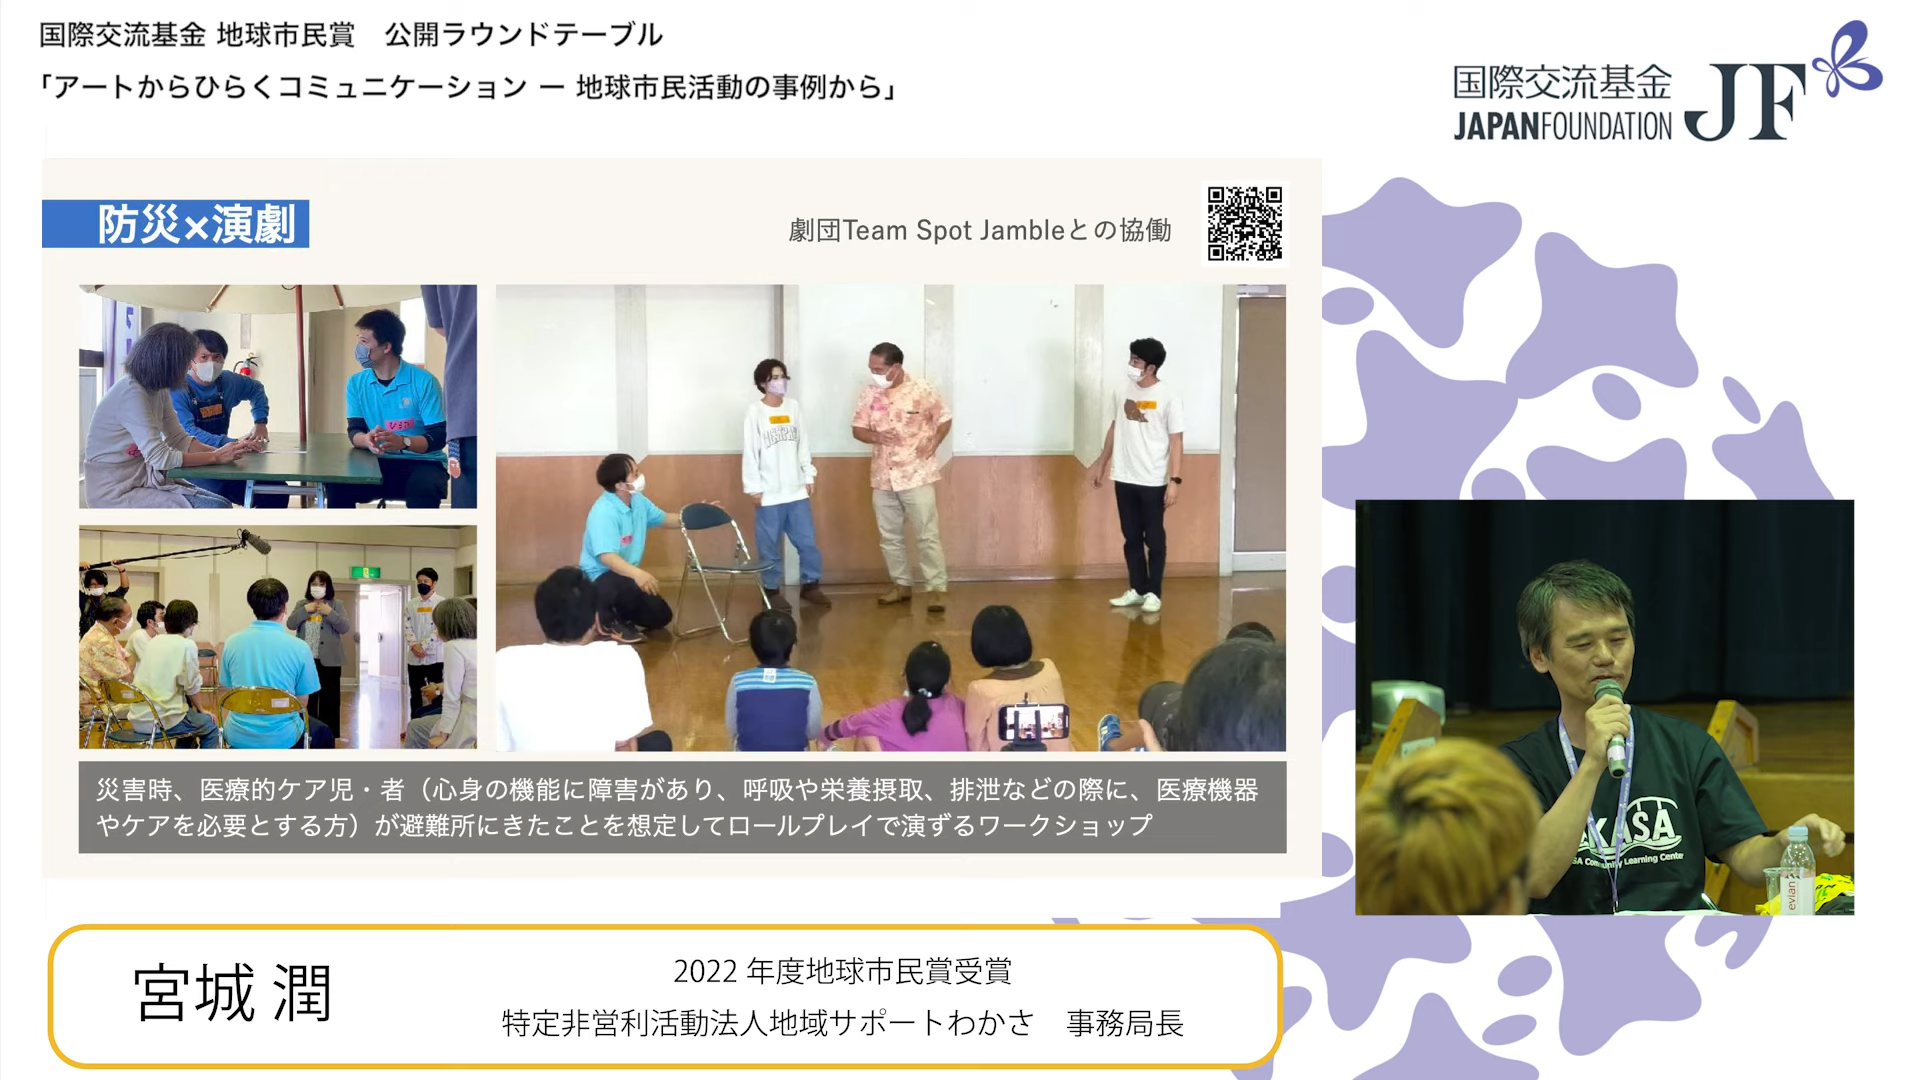 国際交流基金 地球市民賞　公開ラウンドテーブル
「アートからひらくコミュニケーション ー 地球市民活動の事例から」
国際交流基金
JAPANFOUNDATION
JF
防災×演劇
劇団Team Spot Jambleとの協働
災害時、医療的ケア児・者（心身の機能に障害があり、呼吸や栄養摂取、排泄などの際に、医療機器
やケアを必要とする方）が避難所にきたことを想定してロールプレイで演ずるワークショップ
KASA
SA Community Learning Cente
evian
宮城 潤
2022 年度地球市民賞受賞
特定非営利活動法人地域サポートわかさ　事務局長